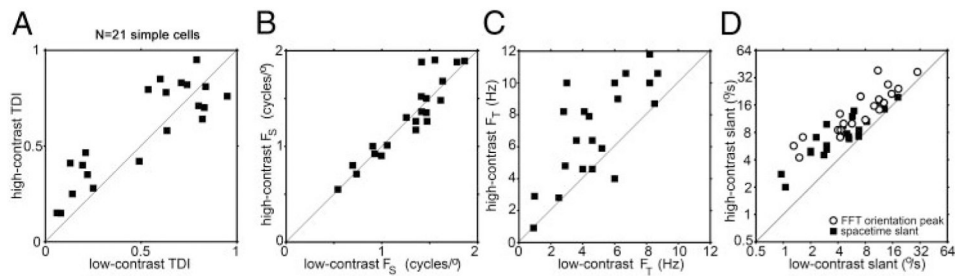 A
N=21 simple cells
high-contrast TDI
1
0.5
0
0
0.5
1
low-contrast TDI
B
high-contrast F_S (cycles/º)
2
1
0
0
1
2
low-contrast F_S (cycles/º)
C
high-contrast F_T (Hz)
12
10
8
6
4
2
0
0 2 4 6 8 10 12
low-contrast F_T (Hz)
D
high-contrast slant (º/s)
64
32
16
8
4
2
1
0.5
0.5 1 2 4 8 16 32 64
low-contrast slant (º/s)
FFT orientation peak
spacetime slant